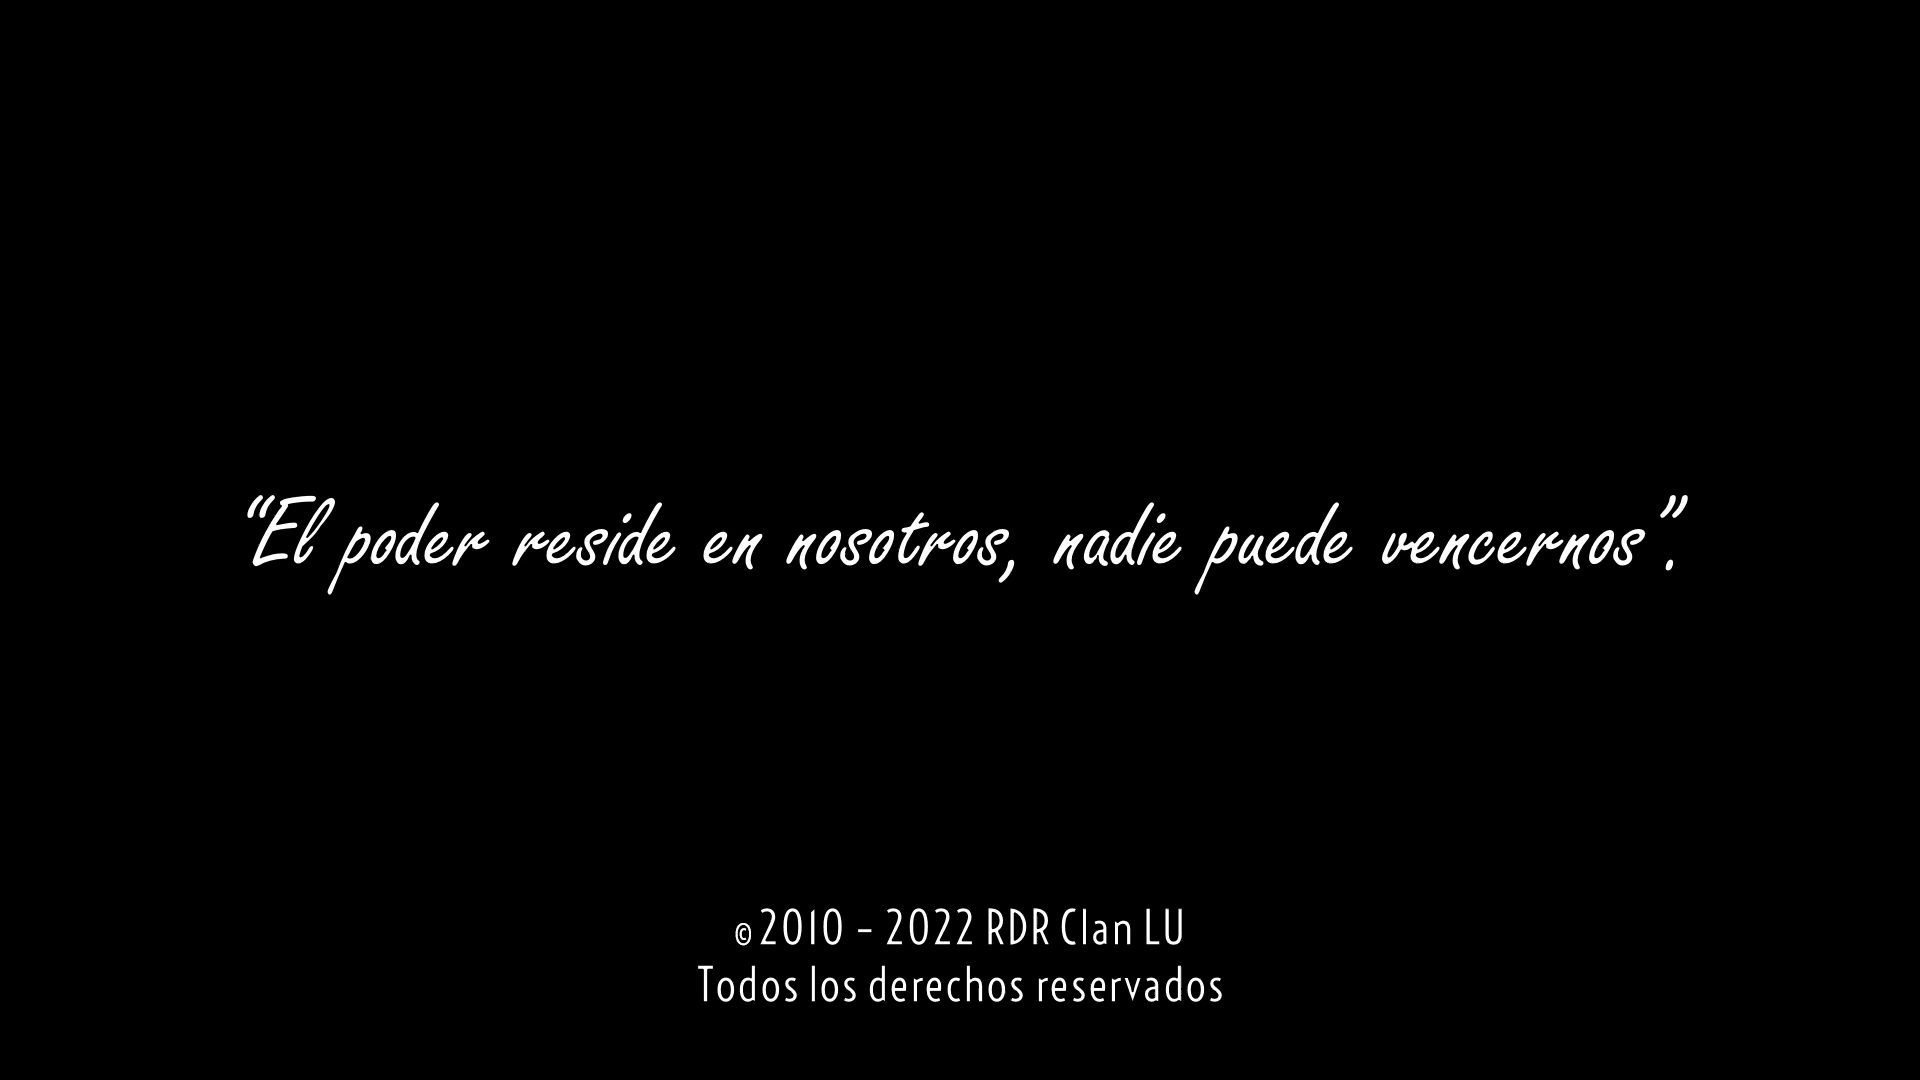 “El poder reside en nosotros, nadie puede vencernos”.
© 2010 – 2022 RDR Clan LU
Todos los derechos reservados